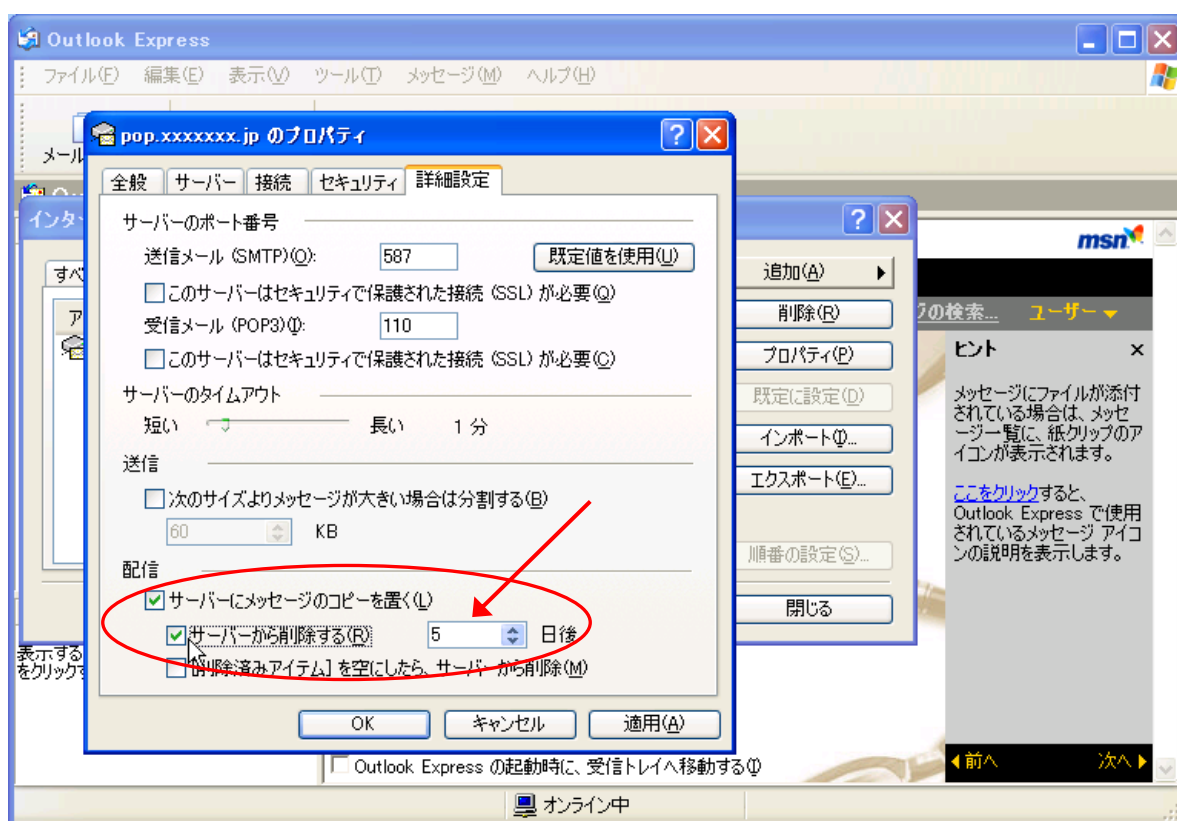 Outlook Express
ファイル(F) 編集(E) 表示(V) ツール(T) メッセージ(M) ヘルプ(H)
メール
pop.xxxxxxx.jp のプロパティ
全般 サーバー 接続 セキュリティ 詳細設定
サーバーのポート番号
送信メール (SMTP)(O): 587 既定値を使用(U)
このサーバーはセキュリティで保護された接続 (SSL) が必要(Q)
受信メール (POP3)(I): 110
このサーバーはセキュリティで保護された接続 (SSL) が必要(C)
サーバーのタイムアウト
短い 長い 1 分
送信
次のサイズよりメッセージが大きい場合は分割する(B)
60 KB
配信
サーバーにメッセージのコピーを置く(L)
サーバーから削除する(R) 5 日後
[削除済みアイテム] を空にしたら、サーバーから削除(M)
OK キャンセル 適用(A)
インター
すべ
ア
追加(A)
削除(R)
プロパティ(P)
既定に設定(D)
インポート(I)...
エクスポート(E)...
順番の設定(S)...
閉じる
msn
の検索... ユーザー
ヒント ×
メッセージにファイルが添付
されている場合は、メッセ
ージ一覧に、紙クリップのア
イコンが表示されます。
ここをクリックすると、
Outlook Express で使用
されているメッセージ アイコ
ンの説明を表示します。
前へ 次へ
表示する
をクリックす
Outlook Express の起動時に、受信トレイへ移動する(I)
オンライン中